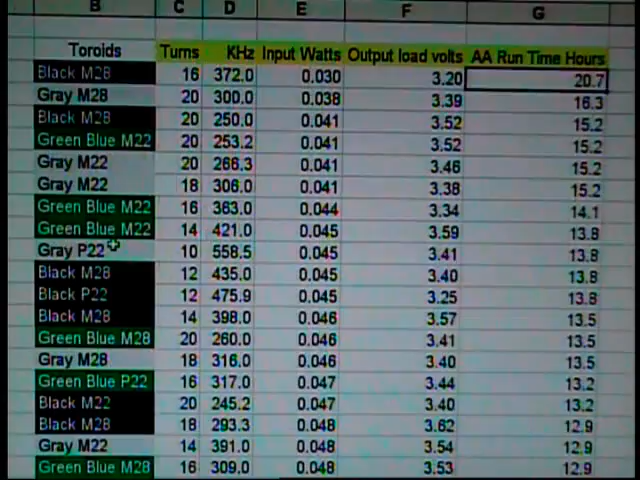 B C D E F G
Toroids Turns KHz Input Watts Output load volts AA Run Time Hours
Black M28 16 372.0 0.030 3.20 20.7
Gray M28 20 300.0 0.038 3.39 16.3
Black M28 20 250.0 0.041 3.52 15.2
Green Blue M22 20 253.2 0.041 3.52 15.2
Gray M22 20 266.3 0.041 3.46 15.2
Gray M22 18 306.0 0.041 3.38 15.2
Green Blue M22 16 363.0 0.044 3.34 14.1
Green Blue M22 14 421.0 0.045 3.59 13.8
Gray P22 10 558.5 0.045 3.41 13.8
Black M28 12 435.0 0.045 3.40 13.8
Black P22 12 475.9 0.045 3.25 13.8
Black M28 14 398.0 0.046 3.57 13.5
Green Blue M28 20 260.0 0.046 3.41 13.5
Gray M28 18 316.0 0.046 3.40 13.5
Green Blue P22 16 317.0 0.047 3.44 13.2
Black M22 20 245.2 0.047 3.40 13.2
Black M28 18 293.3 0.048 3.62 12.9
Gray M22 14 391.0 0.048 3.54 12.9
Green Blue M28 16 309.0 0.048 3.53 12.9